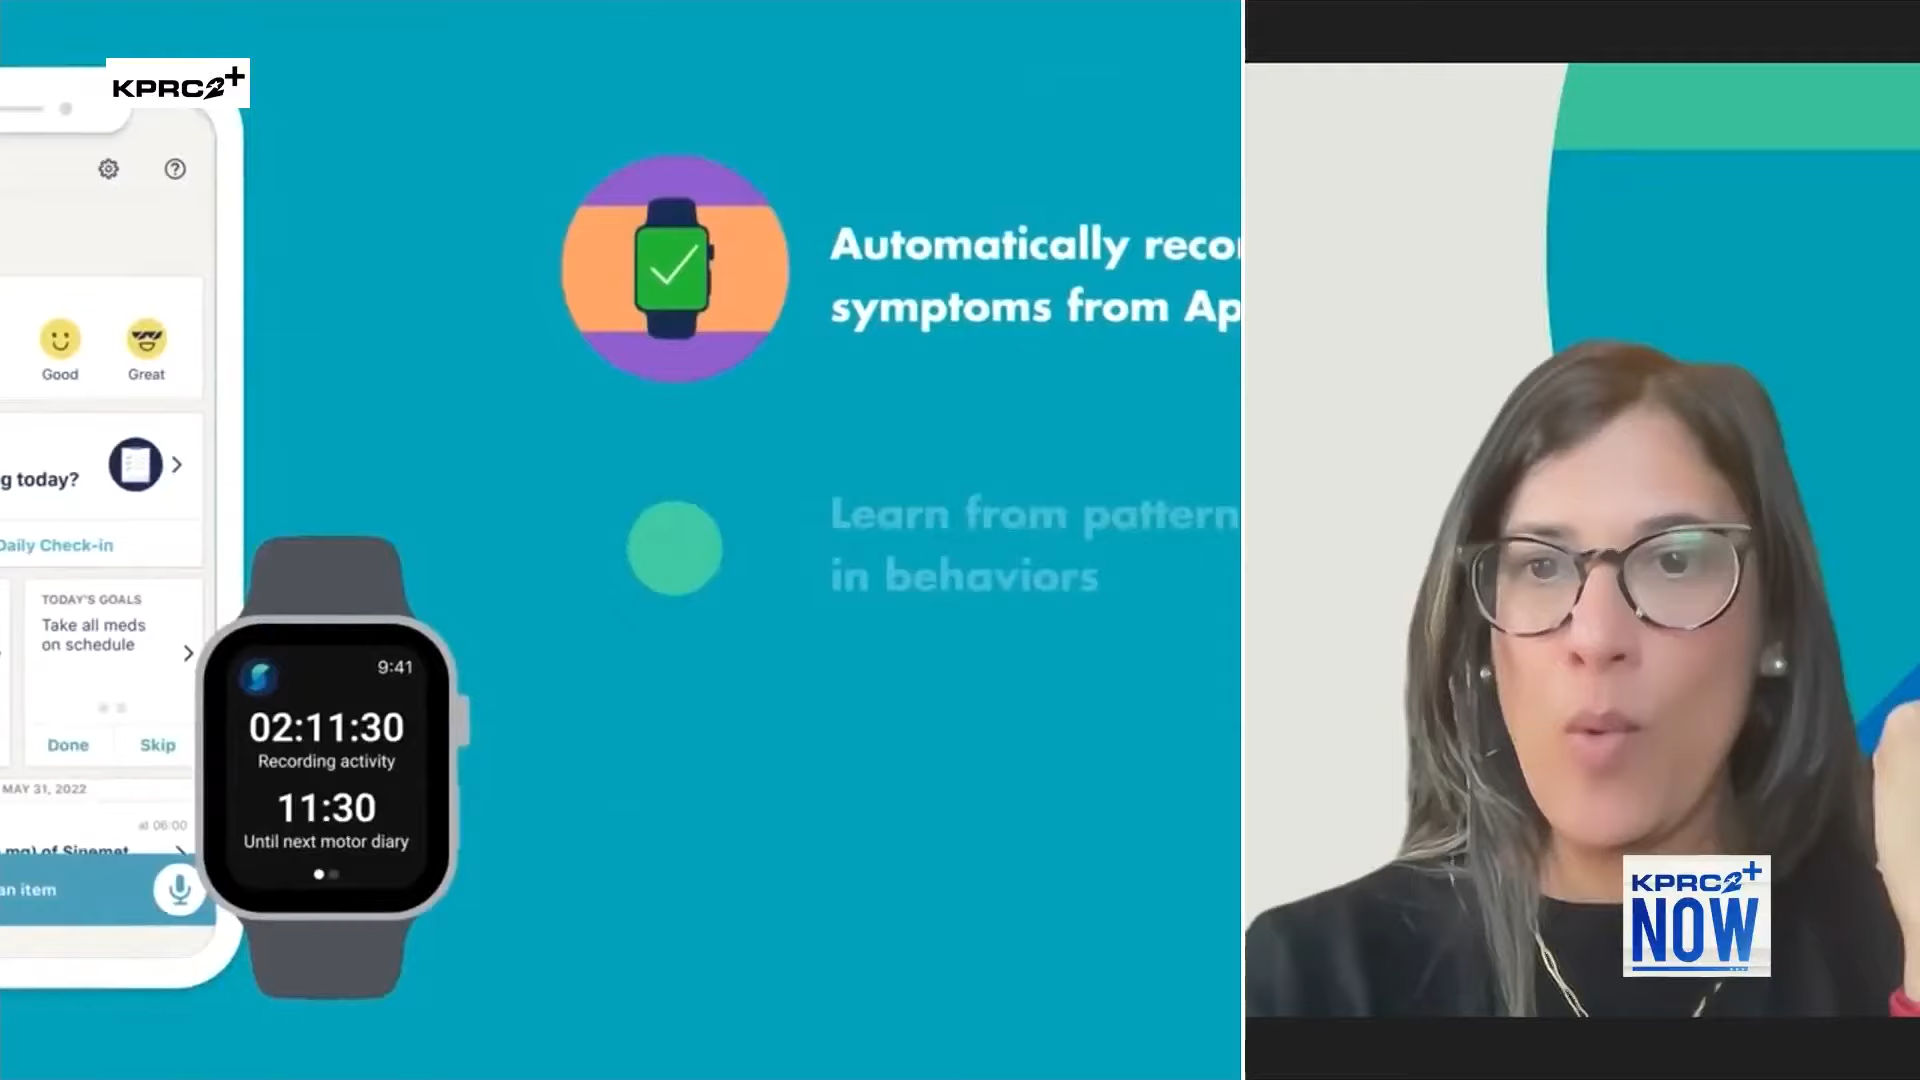 KPRC2+
Good
Great
g today?
Daily Check-in
TODAY'S GOALS
Take all meds
on schedule
Done
Skip
MAY 31, 2022
at 06:00
mg) of Sinemet
an item
9:41
02:11:30
Recording activity
11:30
Until next motor diary
Automatically recor
symptoms from Ap
Learn from pattern
in behaviors
KPRC2+
NOW